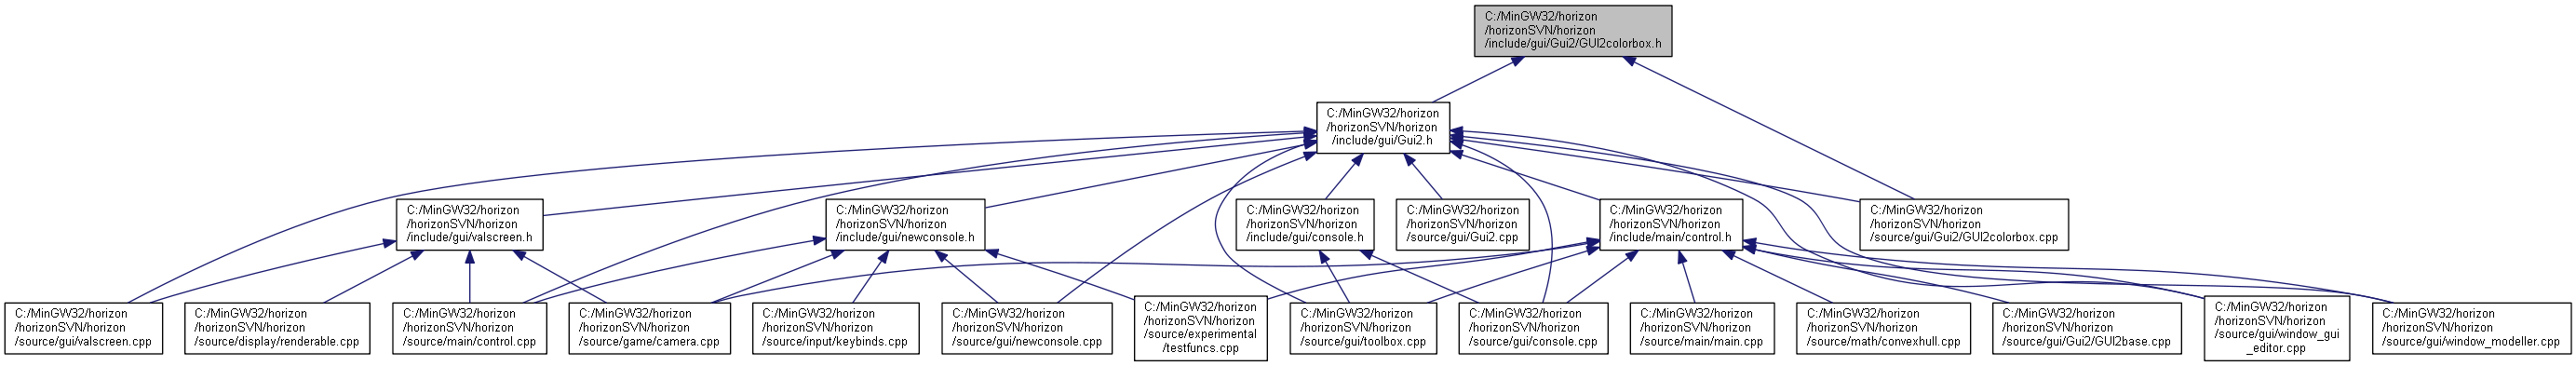 C:/MinGW32/horizon
/horizonSVN/horizon
/include/gui/Gui2/GUI2colorbox.h
C:/MinGW32/horizon
/horizonSVN/horizon
/include/gui/Gui2.h
C:/MinGW32/horizon
/horizonSVN/horizon
/include/gui/valscreen.h
C:/MinGW32/horizon
/horizonSVN/horizon
/include/gui/newconsole.h
C:/MinGW32/horizon
/horizonSVN/horizon
/include/gui/console.h
C:/MinGW32/horizon
/horizonSVN/horizon
/source/gui/Gui2.cpp
C:/MinGW32/horizon
/horizonSVN/horizon
/include/main/control.h
C:/MinGW32/horizon
/horizonSVN/horizon
/source/gui/Gui2/GUI2colorbox.cpp
C:/MinGW32/horizon
/horizonSVN/horizon
/source/gui/valscreen.cpp
C:/MinGW32/horizon
/horizonSVN/horizon
/source/display/renderable.cpp
C:/MinGW32/horizon
/horizonSVN/horizon
/source/main/control.cpp
C:/MinGW32/horizon
/horizonSVN/horizon
/source/game/camera.cpp
C:/MinGW32/horizon
/horizonSVN/horizon
/source/input/keybinds.cpp
C:/MinGW32/horizon
/horizonSVN/horizon
/source/gui/newconsole.cpp
C:/MinGW32/horizon
/horizonSVN/horizon
/source/experimental
/testfuncs.cpp
C:/MinGW32/horizon
/horizonSVN/horizon
/source/gui/toolbox.cpp
C:/MinGW32/horizon
/horizonSVN/horizon
/source/gui/console.cpp
C:/MinGW32/horizon
/horizonSVN/horizon
/source/main/main.cpp
C:/MinGW32/horizon
/horizonSVN/horizon
/source/math/convexhull.cpp
C:/MinGW32/horizon
/horizonSVN/horizon
/source/gui/Gui2/GUI2base.cpp
C:/MinGW32/horizon
/horizonSVN/horizon
/source/gui/window_gui
_editor.cpp
C:/MinGW32/horizon
/horizonSVN/horizon
/source/gui/window_modeller.cpp